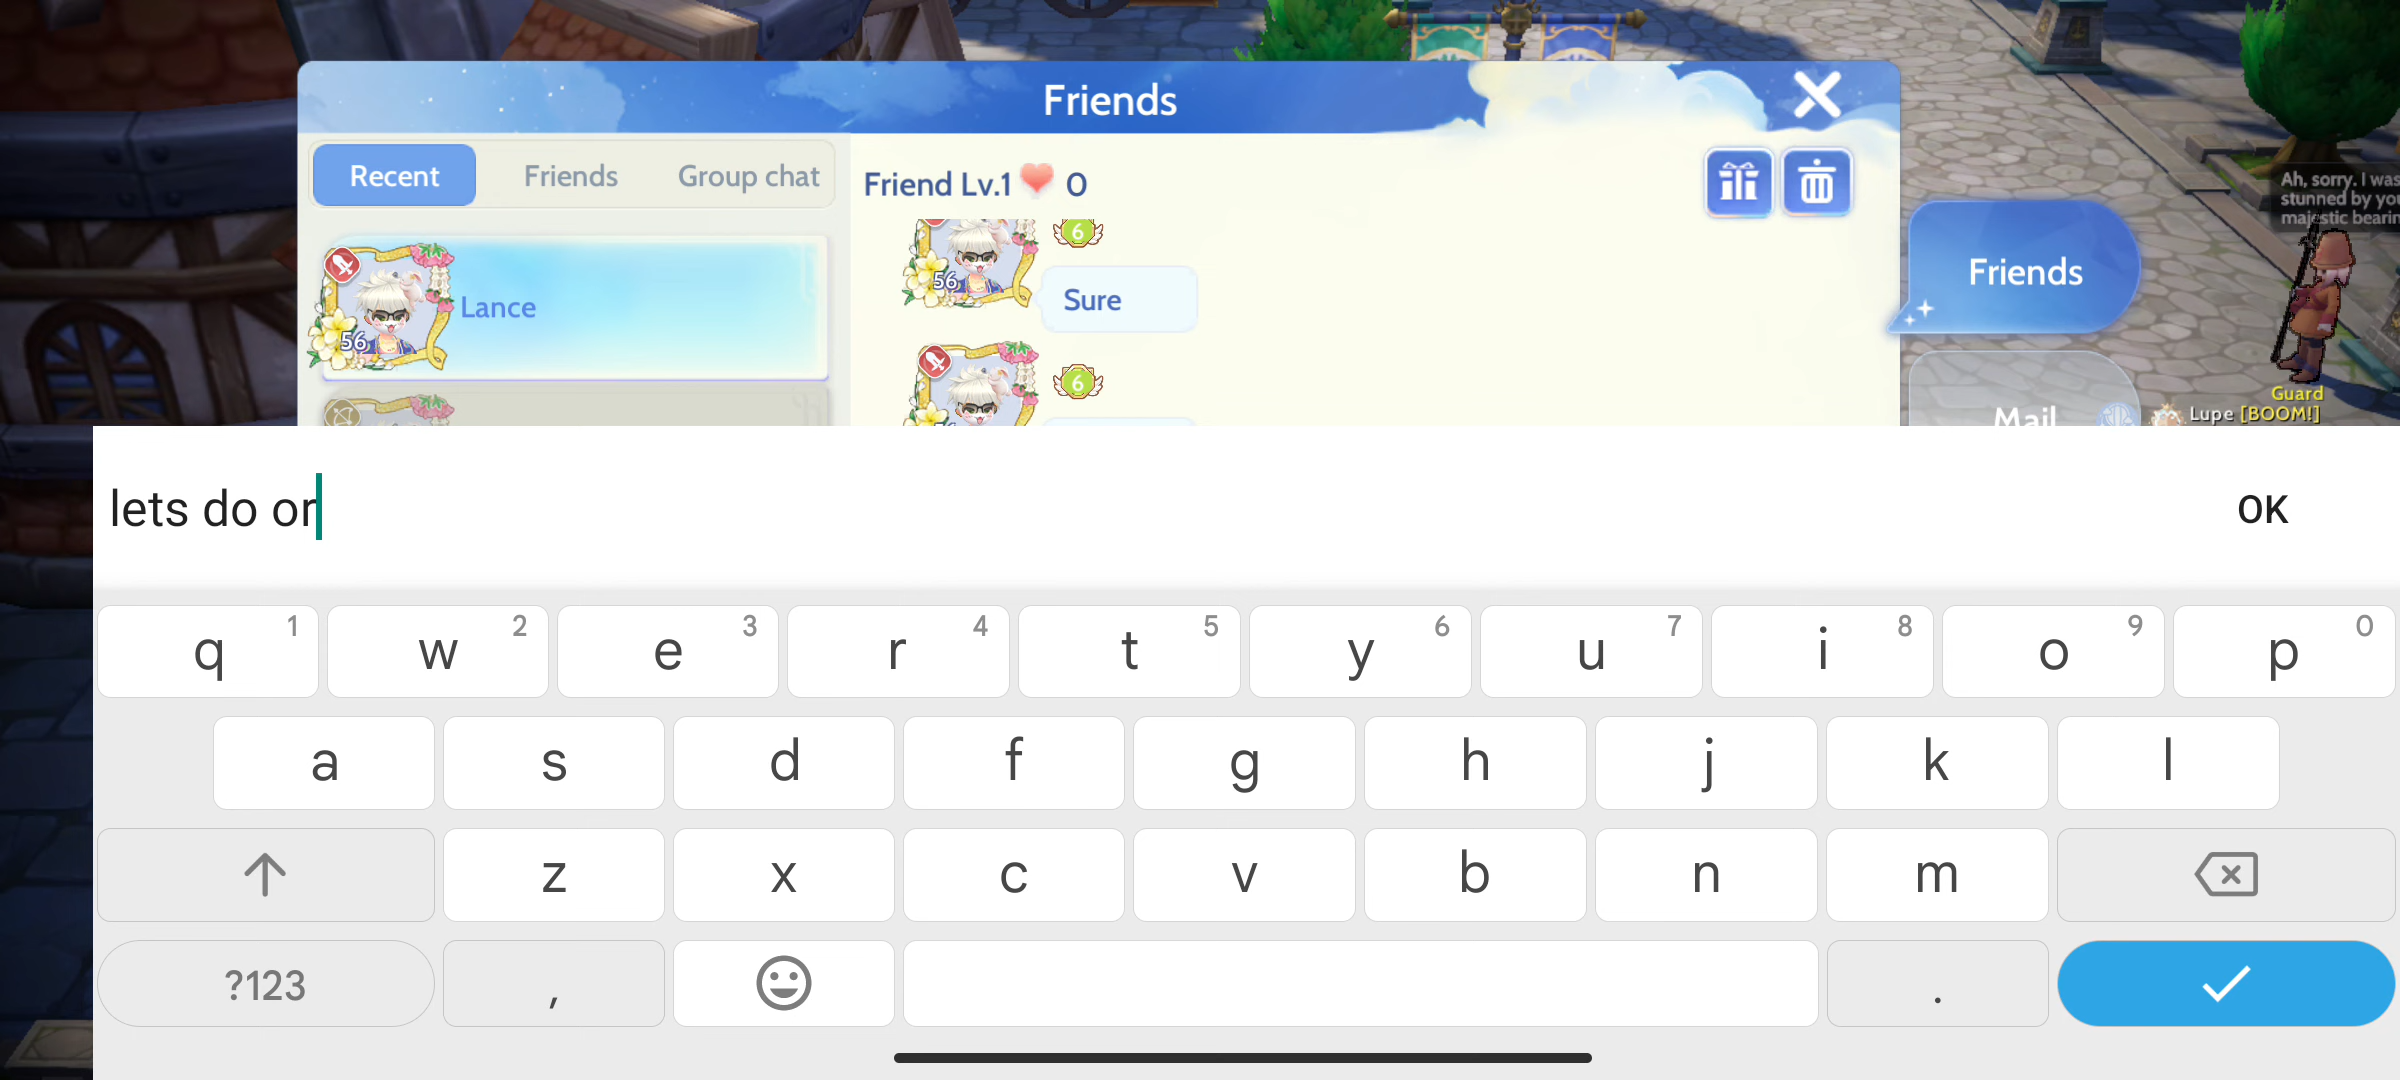 Friends
Recent
Friends
Group chat
Friend Lv.1
0
56
Lance
6
56
Sure
6
Friends
Mail
Ah, sorry. I was
stunned by you
majestic bearin
Guard
Lupe [BOOM!]
lets do or
OK
q 1 w 2 e 3 r 4 t 5 y 6 u 7 i 8 o 9 p 0
a s d f g h j k l
z x c v b n m
?123 , .